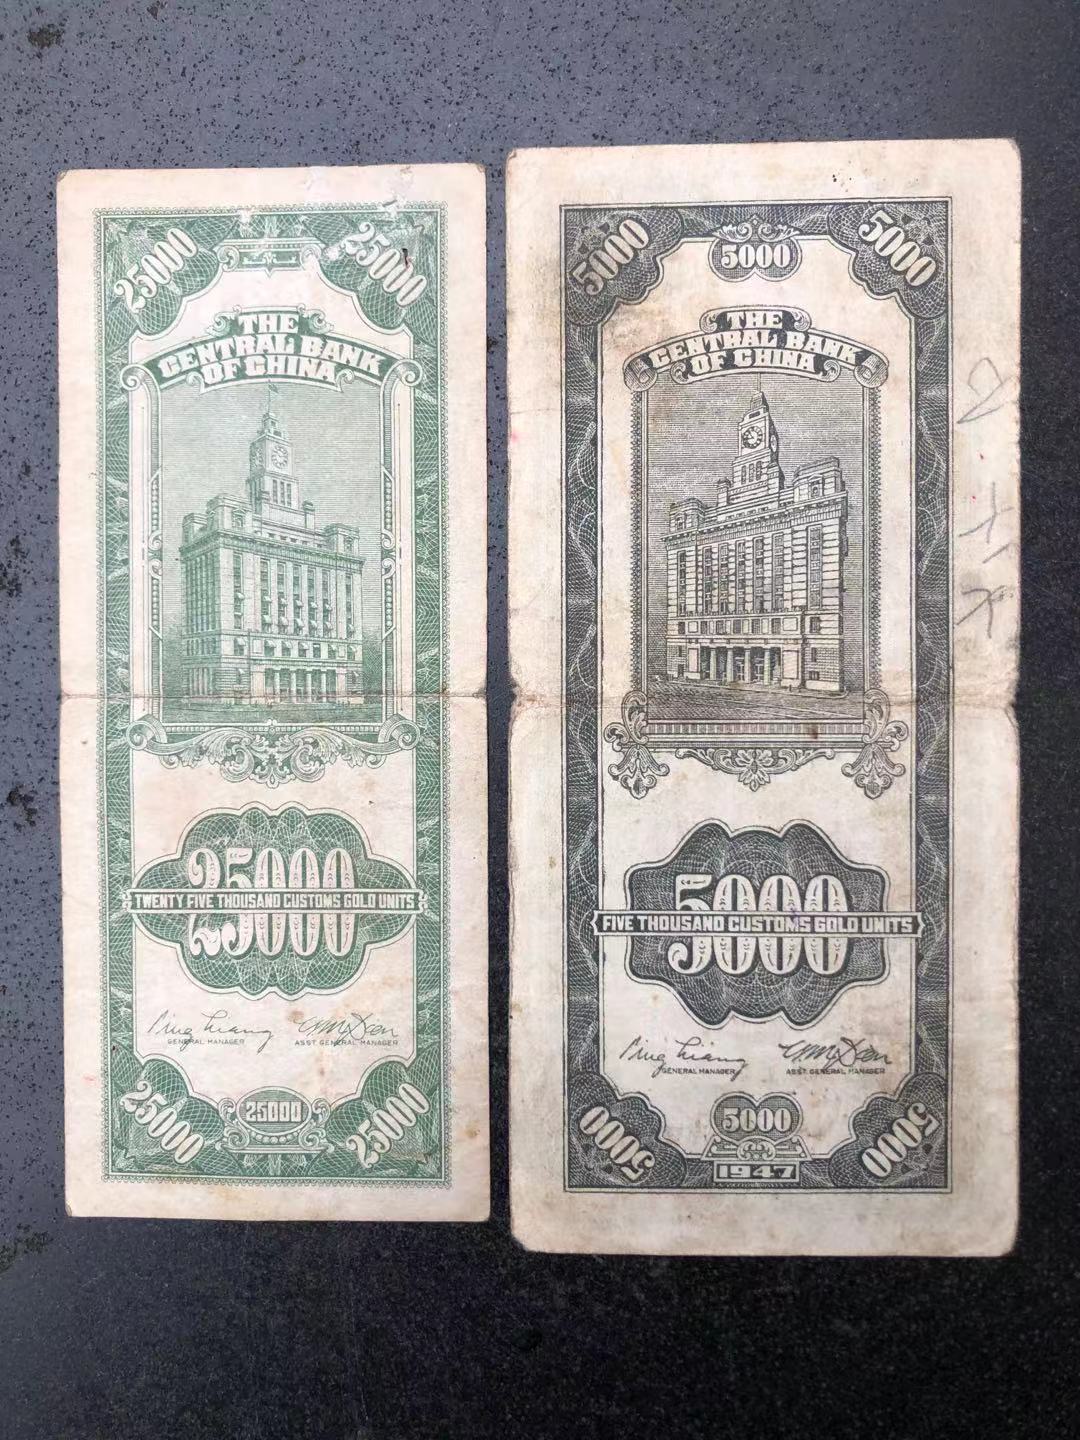 25000
25000
THE
CENTRAL BANK
OF CHINA
25000
TWENTY FIVE THOUSAND CUSTOMS GOLD UNITS
GENERAL MANAGER
ASST GENERAL MANAGER
25000
25000
25000
5000
5000
5000
THE
CENTRAL BANK
OF CHINA
5000
FIVE THOUSAND CUSTOMS GOLD UNITS
GENERAL MANAGER
ASST GENERAL MANAGER
5000
5000
5000
1947